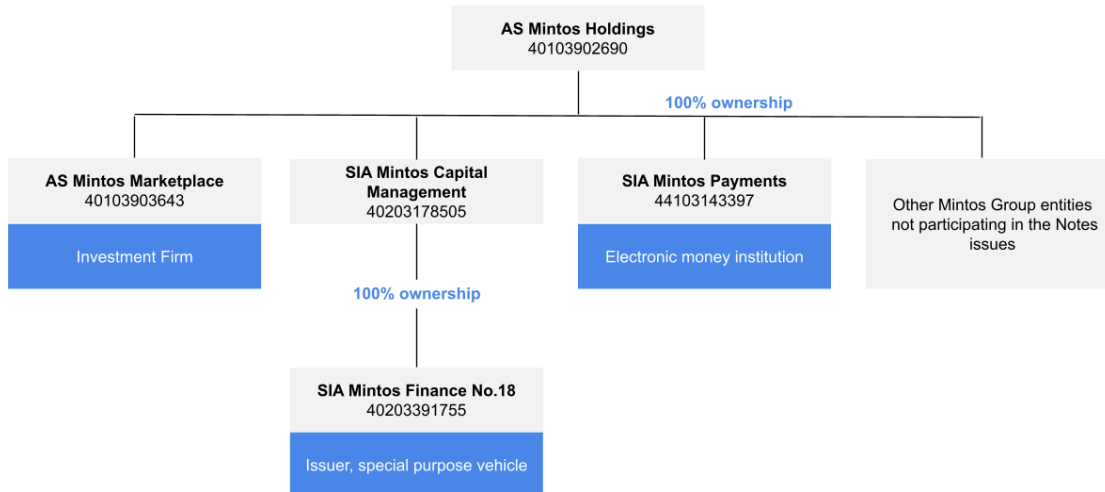 AS Mintos Holdings
40103902690
100% ownership
AS Mintos Marketplace
40103903643
Investment Firm
SIA Mintos Capital
Management
40203178505
SIA Mintos Payments
44103143397
Electronic money institution
Other Mintos Group entities
not participating in the Notes
issues
100% ownership
SIA Mintos Finance No.18
40203391755
Issuer, special purpose vehicle